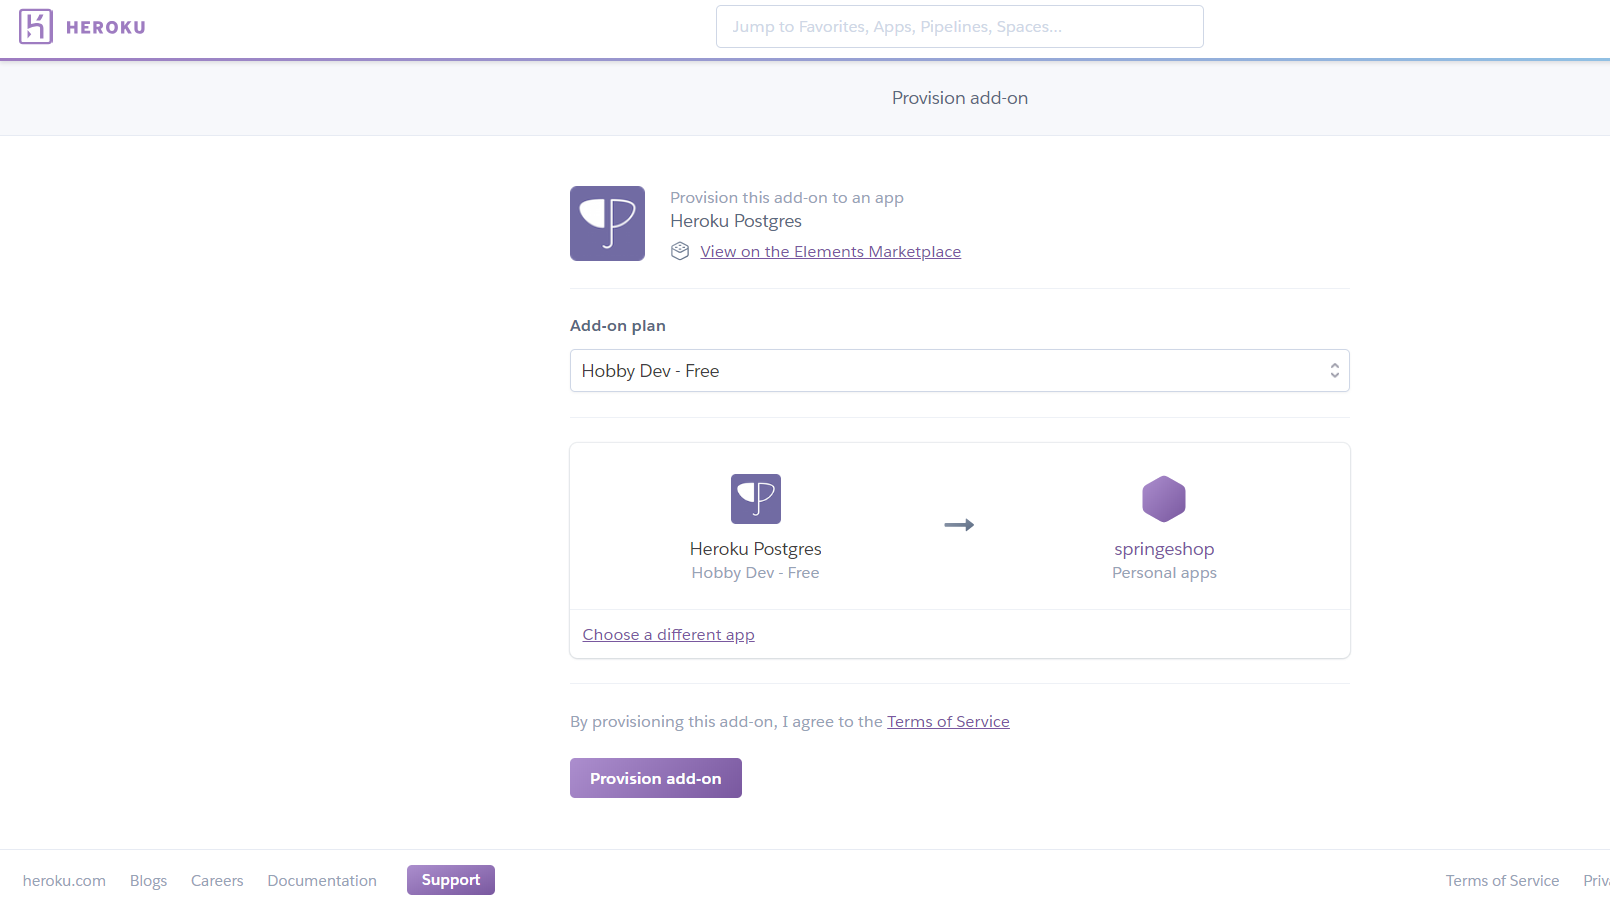 HEROKU
Jump to Favorites, Apps, Pipelines, Spaces...
Provision add-on
Provision this add-on to an app
Heroku Postgres
View on the Elements Marketplace
Add-on plan
Hobby Dev - Free
Heroku Postgres
Hobby Dev - Free
springeshop
Personal apps
Choose a different app
By provisioning this add-on, I agree to the Terms of Service
Provision add-on
heroku.com Blogs Careers Documentation Support Terms of Service Priv